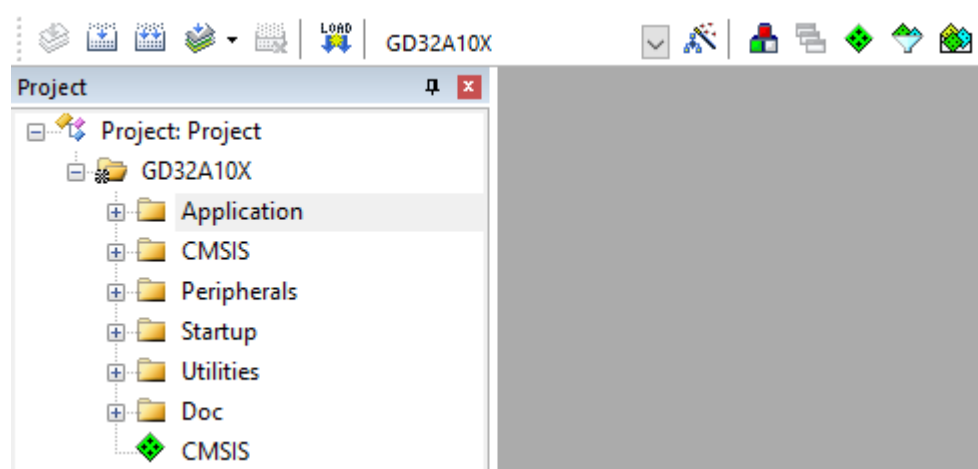 LOAD
GD32A10X
Project
Project: Project
GD32A10X
Application
CMSIS
Peripherals
Startup
Utilities
Doc
CMSIS